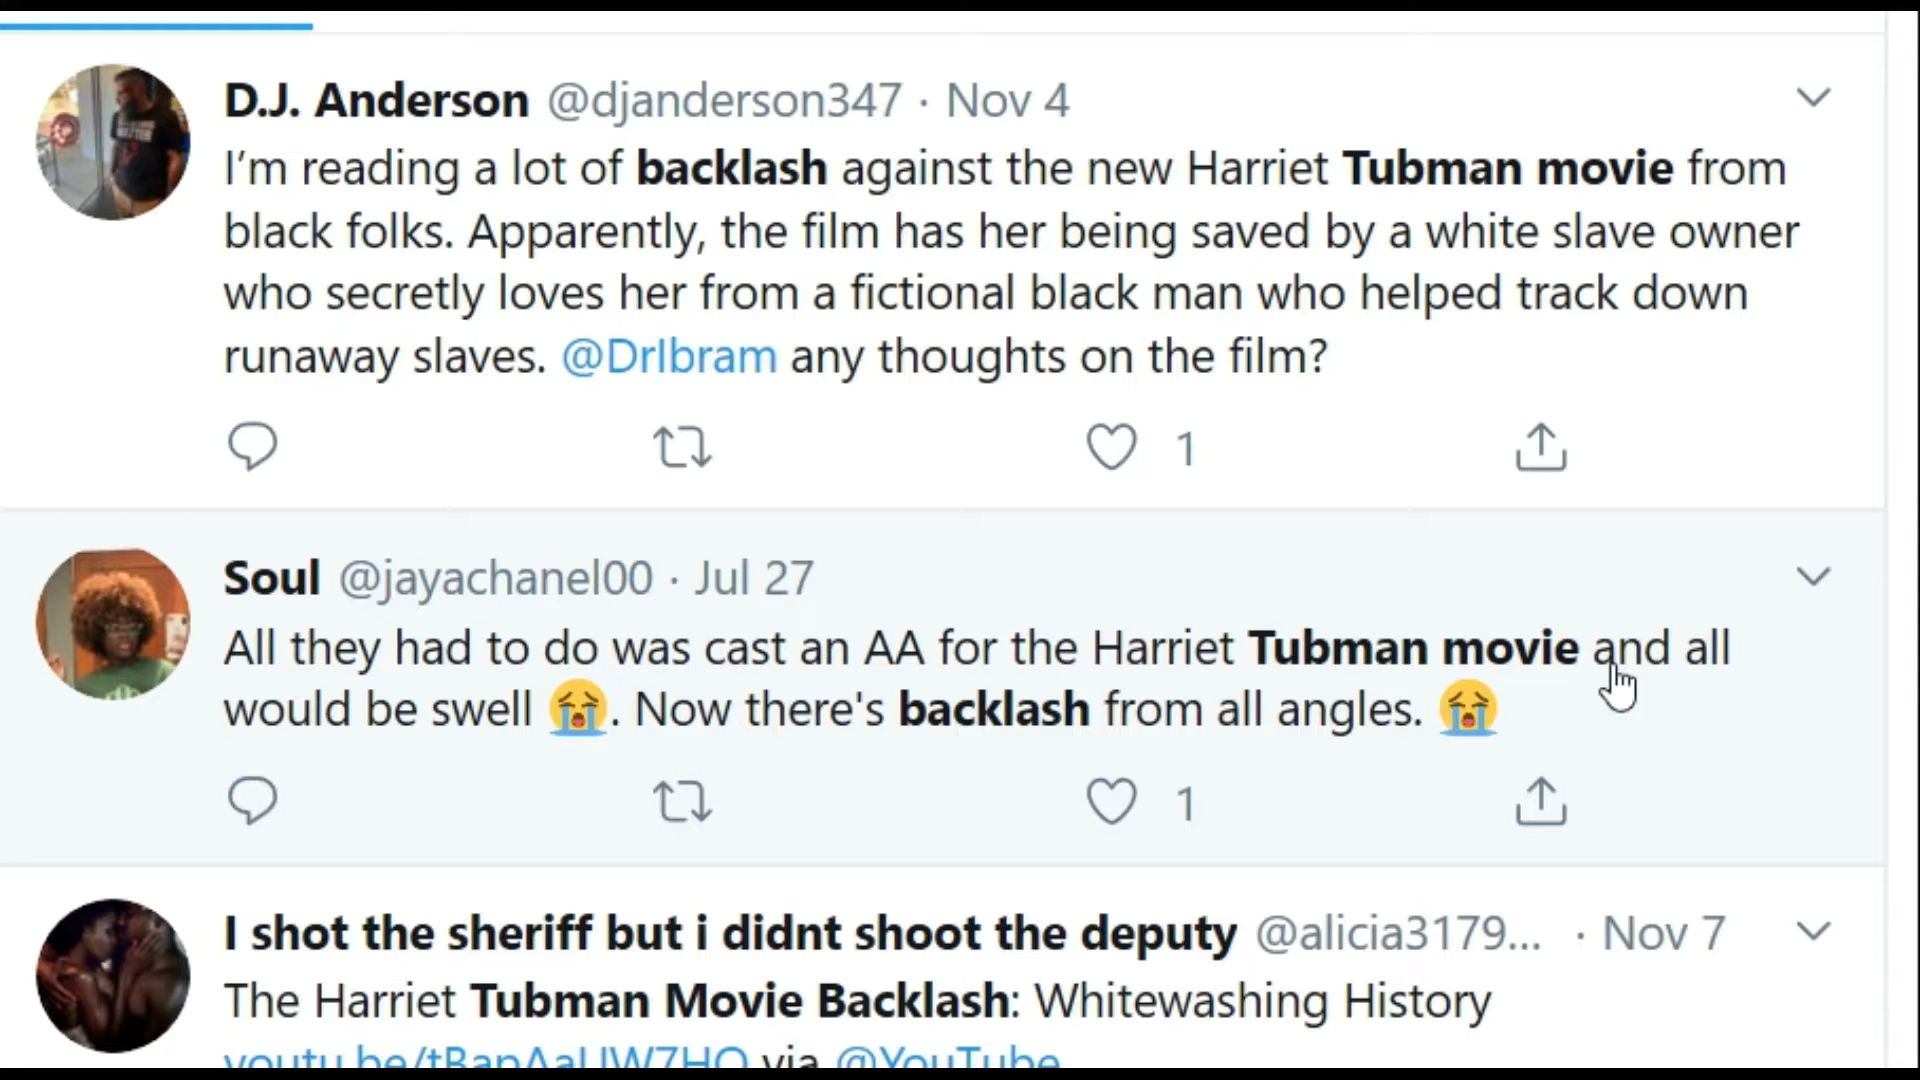 D.J. Anderson @djanderson347 · Nov 4
I'm reading a lot of backlash against the new Harriet Tubman movie from
black folks. Apparently, the film has her being saved by a white slave owner
who secretly loves her from a fictional black man who helped track down
runaway slaves. @DrIbram any thoughts on the film?
1
Soul @jayachanel00 · Jul 27
All they had to do was cast an AA for the Harriet Tubman movie and all
would be swell 😭. Now there's backlash from all angles. 😭
1
I shot the sheriff but i didnt shoot the deputy @alicia3179... · Nov 7
The Harriet Tubman Movie Backlash: Whitewashing History
via @YouTube